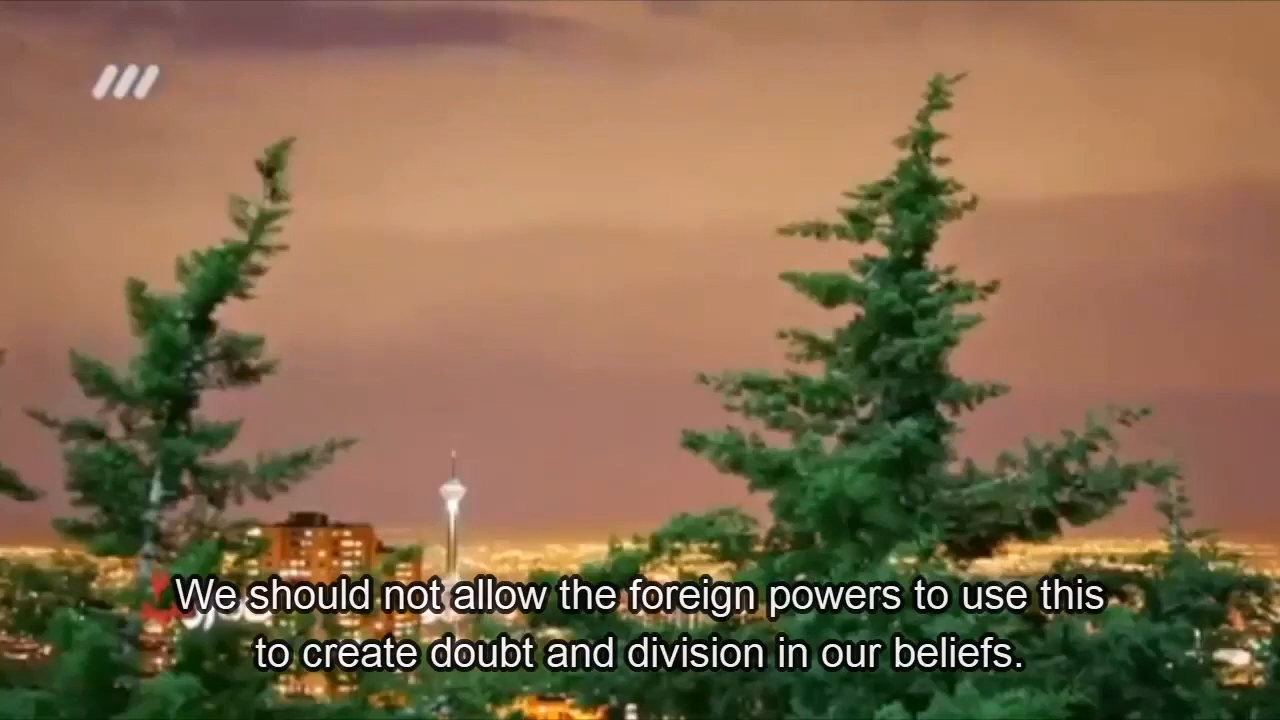 We should not allow the foreign powers to use this
to create doubt and division in our beliefs.